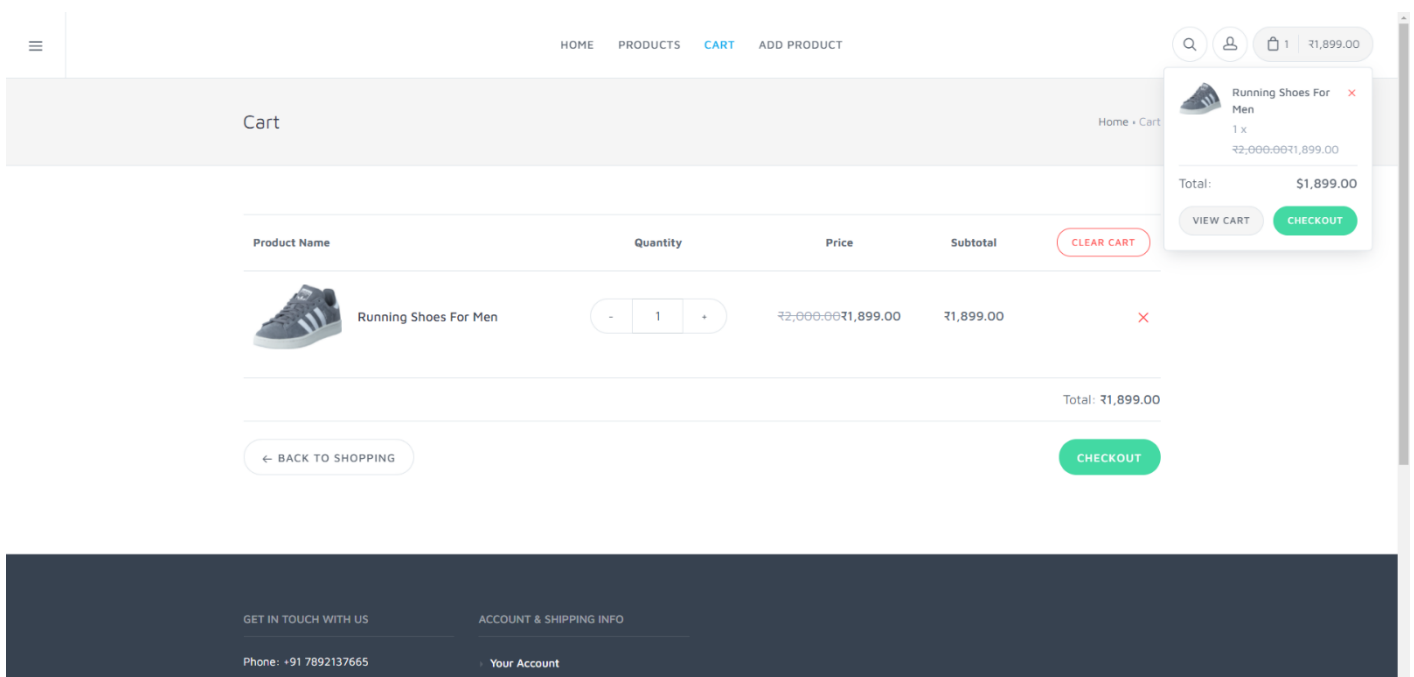 HOME PRODUCTS CART ADD PRODUCT
1 ₹1,899.00
Cart
Home • Cart
Running Shoes For
Men
1 x
₹2,000.00₹1,899.00
Total: $1,899.00
VIEW CART CHECKOUT
Product Name Quantity Price Subtotal CLEAR CART
Running Shoes For Men - 1 + ₹2,000.00₹1,899.00 ₹1,899.00
Total: ₹1,899.00
← BACK TO SHOPPING CHECKOUT
GET IN TOUCH WITH US ACCOUNT & SHIPPING INFO
Phone: +91 7892137665 › Your Account